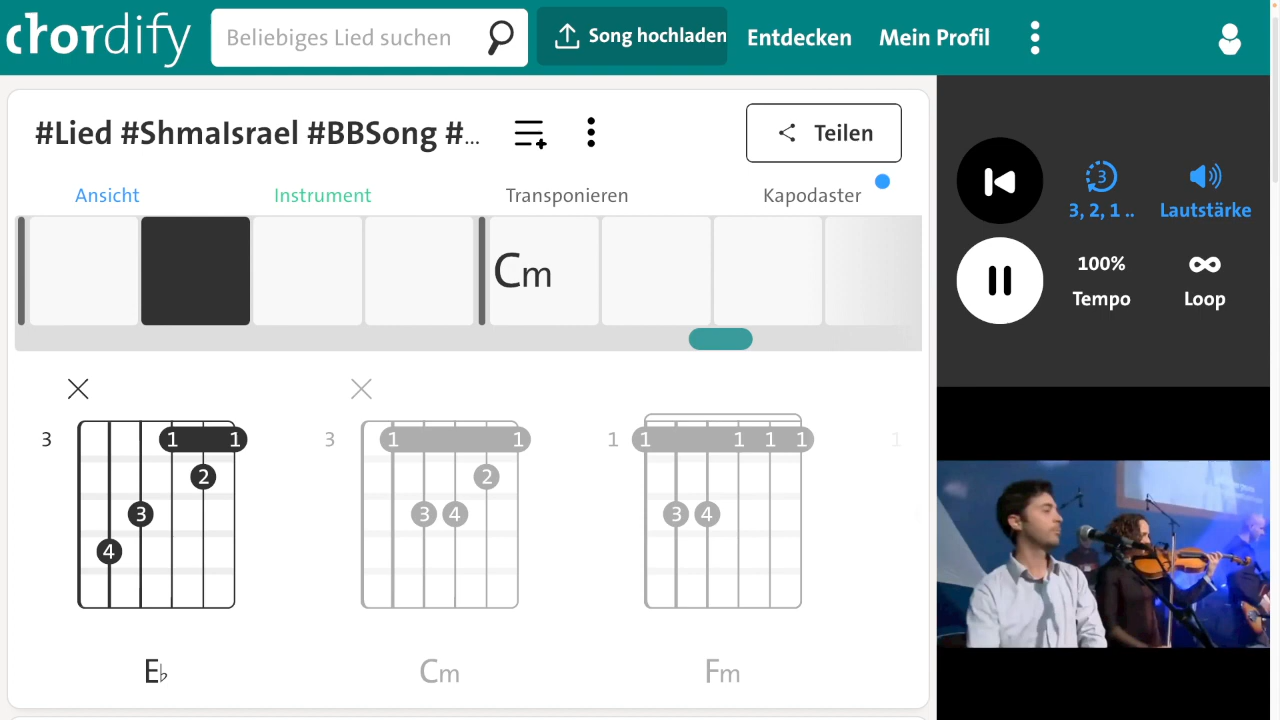 chordify
Beliebiges Lied suchen
Song hochladen
Entdecken
Mein Profil
#Lied #ShmaIsrael #BBSong #...
Teilen
Ansicht
Instrument
Transponieren
Kapodaster
Cm
3
1 1
2
3
4
E♭
3
1 1
2
3 4
Cm
1
1 1 1 1
3 4
Fm
1
3
3, 2, 1 ..
Lautstärke
100%
Tempo
Loop